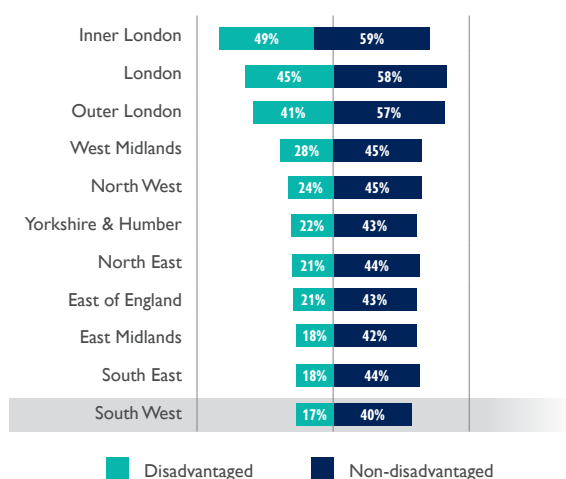 Inner London 49% 59%
London 45% 58%
Outer London 41% 57%
West Midlands 28% 45%
North West 24% 45%
Yorkshire & Humber 22% 43%
North East 21% 44%
East of England 21% 43%
East Midlands 18% 42%
South East 18% 44%
South West 17% 40%
Disadvantaged Non-disadvantaged